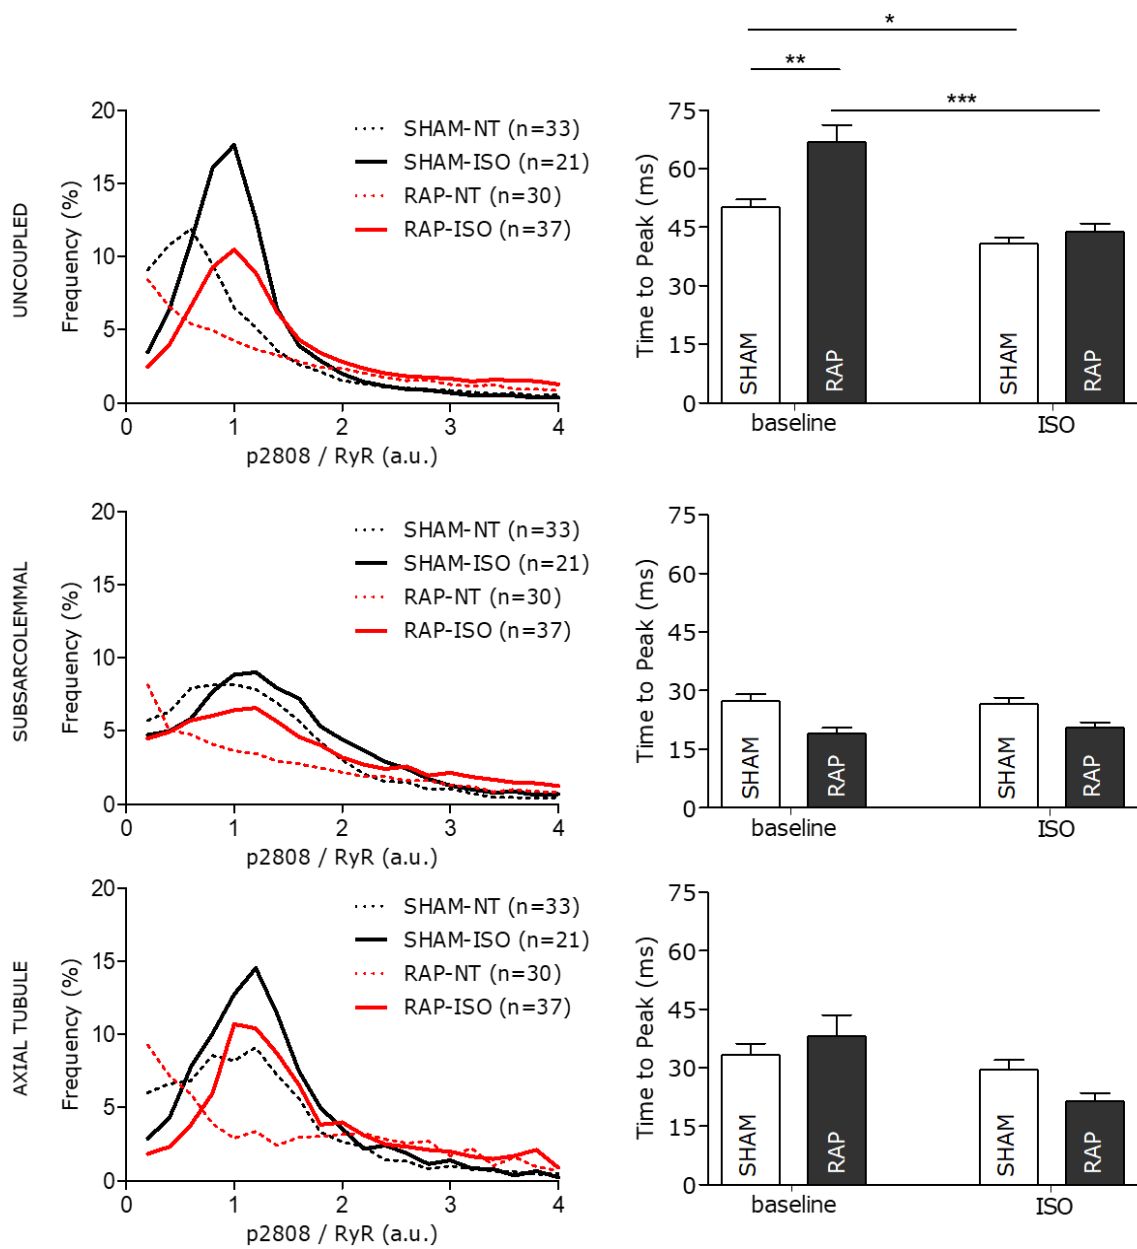 *
**
***
UNCOUPLED
Frequency (%)
20
15
10
5
0
0 1 2 3 4
p2808 / RyR (a.u.)
SHAM-NT (n=33)
SHAM-ISO (n=21)
RAP-NT (n=30)
RAP-ISO (n=37)
Time to Peak (ms)
75
60
45
30
15
0
SHAM RAP SHAM RAP
baseline ISO
SUBSARCOLEMMAL
Frequency (%)
20
15
10
5
0
0 1 2 3 4
p2808 / RyR (a.u.)
SHAM-NT (n=33)
SHAM-ISO (n=21)
RAP-NT (n=30)
RAP-ISO (n=37)
Time to Peak (ms)
75
60
45
30
15
0
SHAM RAP SHAM RAP
baseline ISO
AXIAL TUBULE
Frequency (%)
20
15
10
5
0
0 1 2 3 4
p2808 / RyR (a.u.)
SHAM-NT (n=33)
SHAM-ISO (n=21)
RAP-NT (n=30)
RAP-ISO (n=37)
Time to Peak (ms)
75
60
45
30
15
0
SHAM RAP SHAM RAP
baseline ISO